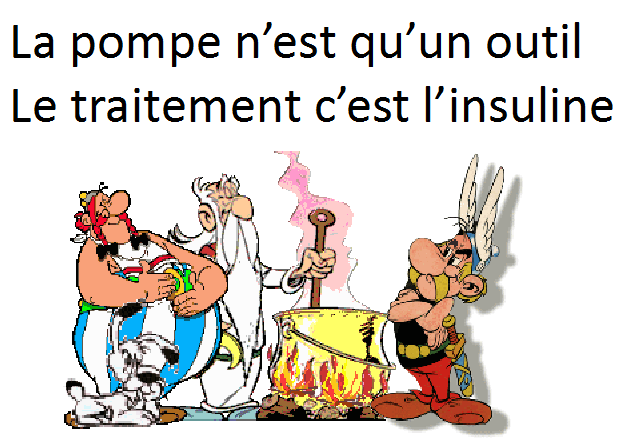 La pompe n’est qu’un outil
Le traitement c’est l’insuline